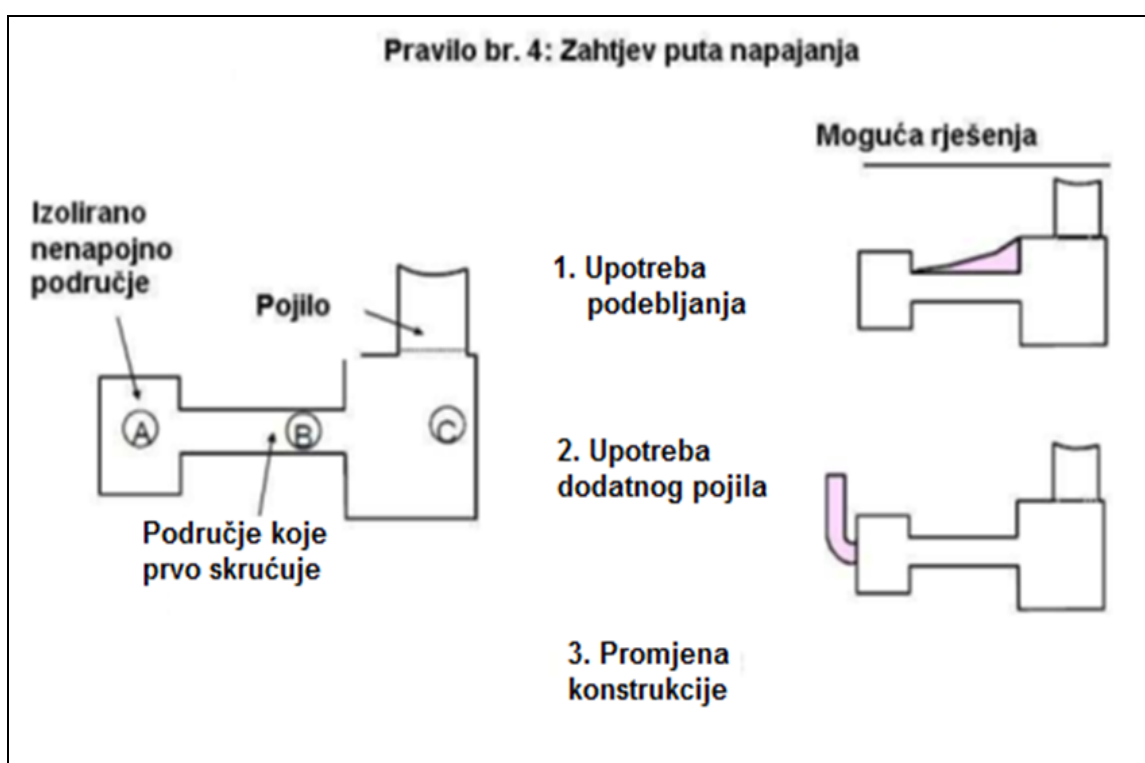 Pravilo br. 4: Zahtjev puta napajanja
Moguća rješenja
Izolirano
nenapojno
područje
Pojilo
A
B
C
Područje koje
prvo skrućuje
1. Upotreba
podebljanja
2. Upotreba
dodatnog pojila
3. Promjena
konstrukcije